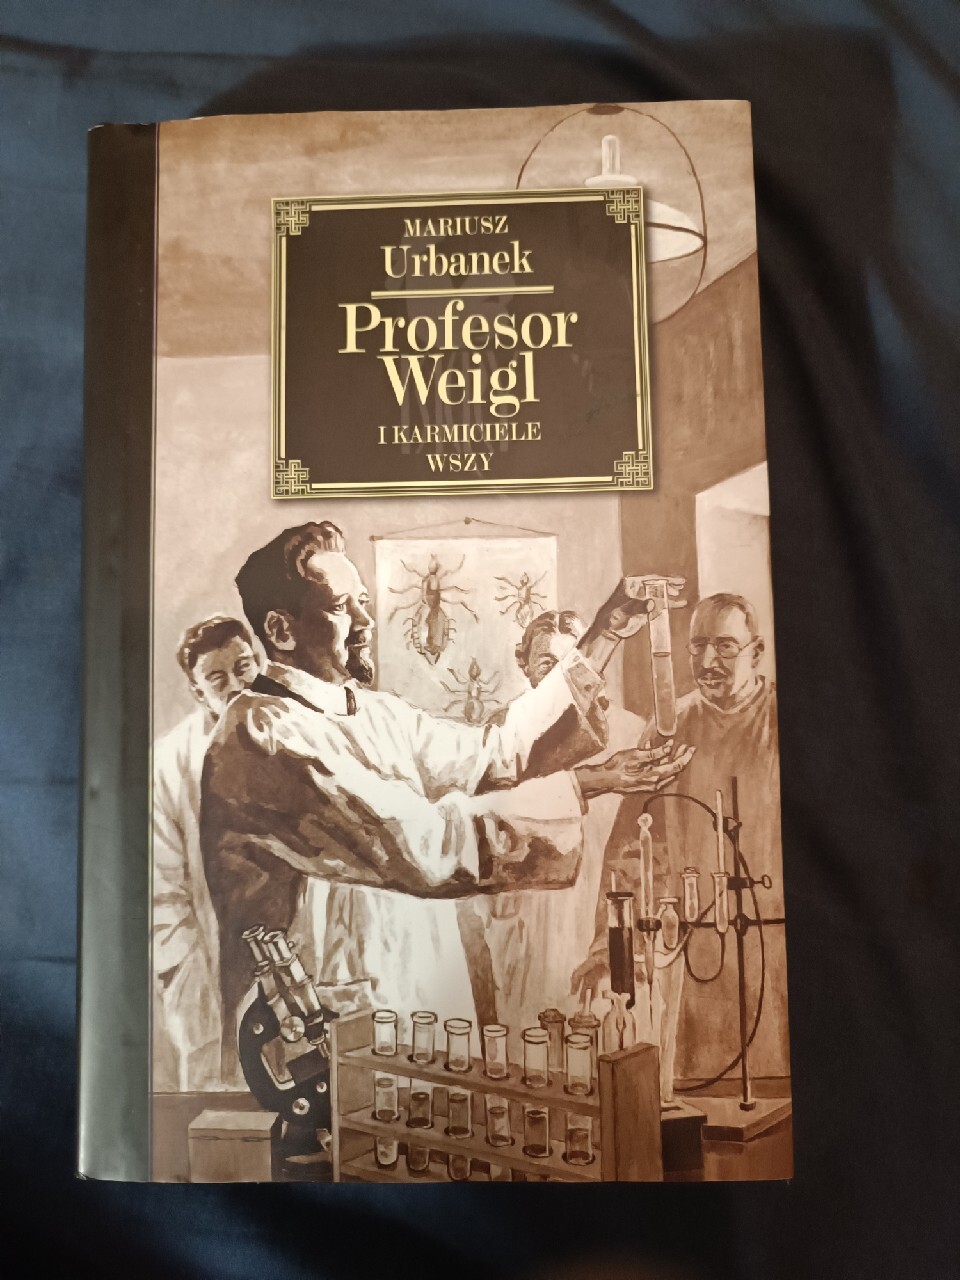 MARIUSZ
Urbanek
Profesor
Weigl
I KARMICIELE
WSZY